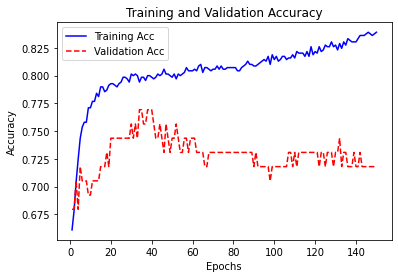 Training and Validation Accuracy
Training Acc
Validation Acc
Accuracy
0.825
0.800
0.775
0.750
0.725
0.700
0.675
0 20 40 60 80 100 120 140
Epochs